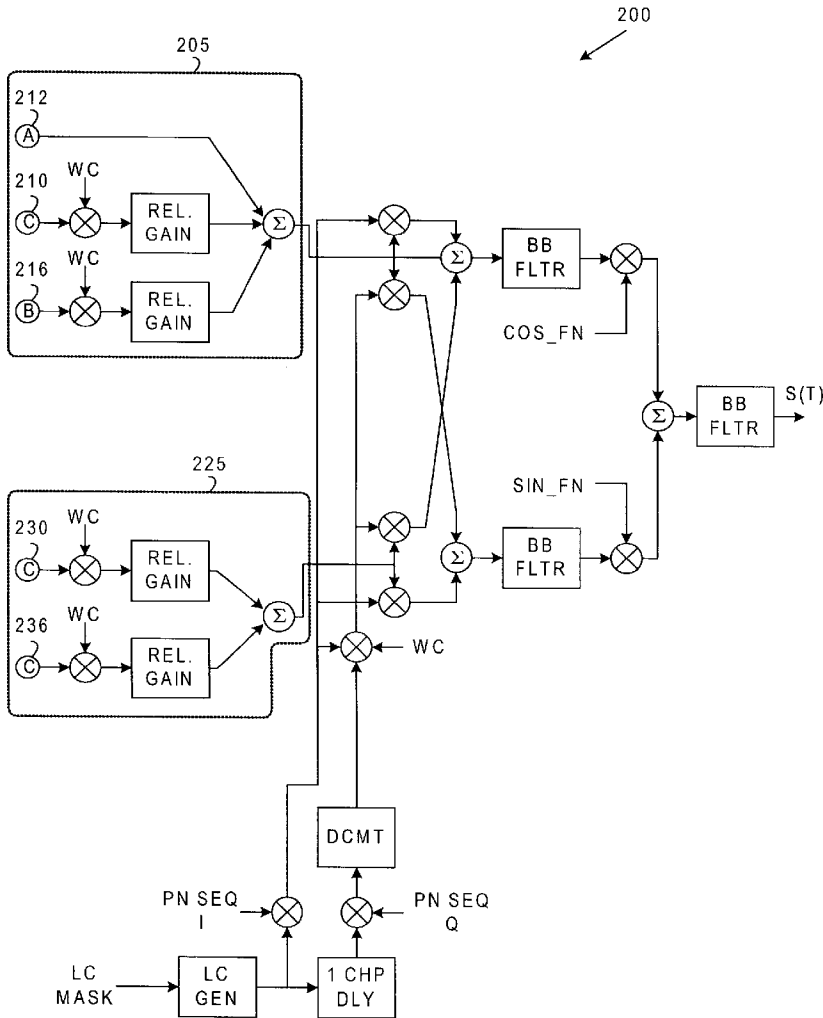 200
205
212
A
WC
210
C
REL.
GAIN
Σ
WC
216
B
REL.
GAIN
Σ
BB
FLTR
COS_FN
S(T)
BB
FLTR
Σ
225
SIN_FN
230
WC
C
REL.
GAIN
Σ
BB
FLTR
Σ
236
WC
C
REL.
GAIN
WC
DCMT
PN SEQ
I
PN SEQ
Q
LC
MASK
LC
GEN
1 CHP
DLY